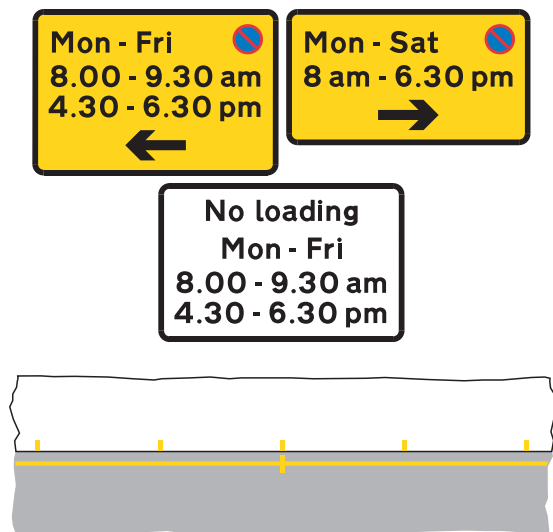 Mon - Fri
8.00 - 9.30 am
4.30 - 6.30 pm
Mon - Sat
8 am - 6.30 pm
No loading
Mon - Fri
8.00 - 9.30 am
4.30 - 6.30 pm